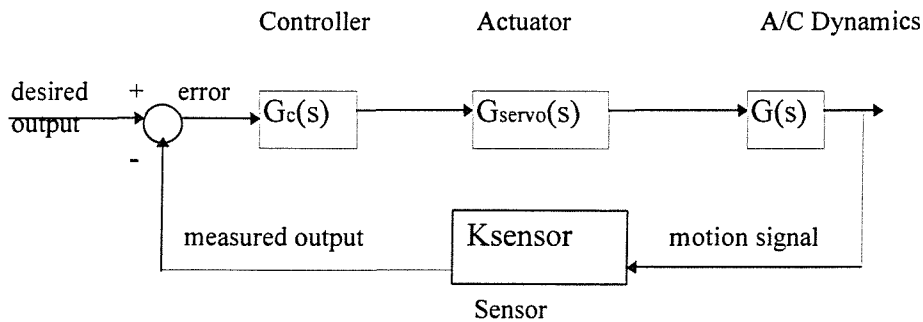 Controller Actuator A/C Dynamics
desired + error
output
Gc(s) Gservo(s) G(s)
-
measured output Ksensor motion signal
Sensor